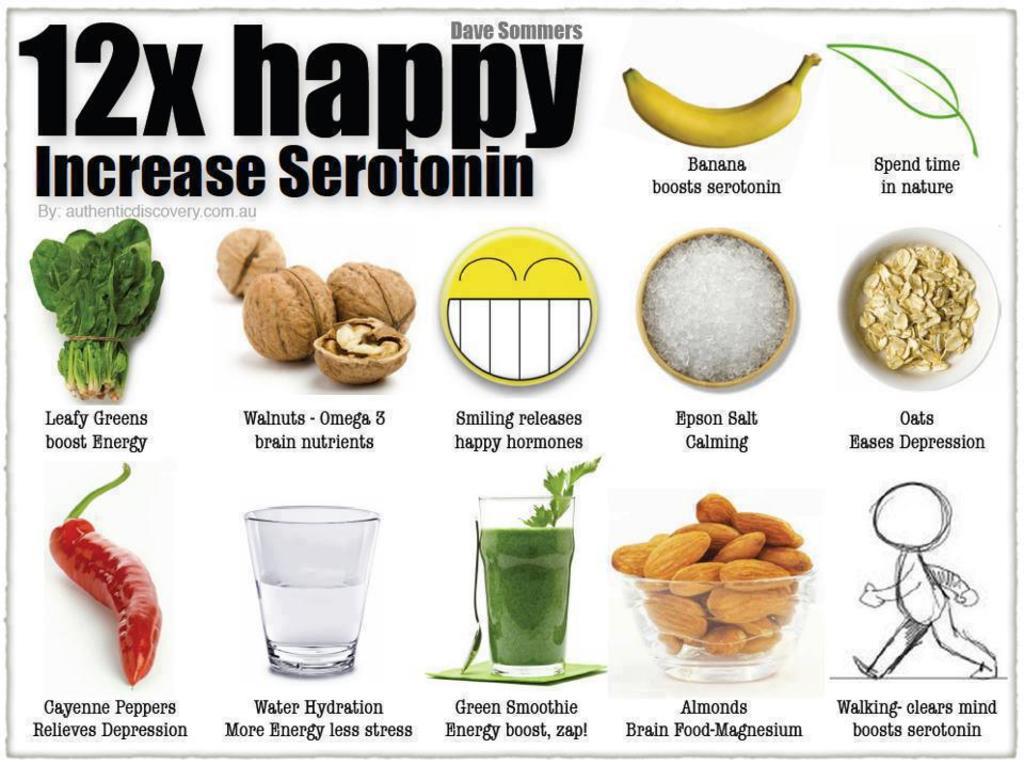 Dave Sommers
12x happy
Increase Serotonin
By: authenticdiscovery.com.au
Banana
boosts serotonin
Spend time
in nature
Leafy Greens
boost Energy
Walnuts - Omega 3
brain nutrients
Smiling releases
happy hormones
Epson Salt
Calming
Oats
Eases Depression
Cayenne Peppers
Relieves Depression
Water Hydration
More Energy less stress
Green Smoothie
Energy boost, zap!
Almonds
Brain Food-Magnesium
Walking- clears mind
boosts serotonin